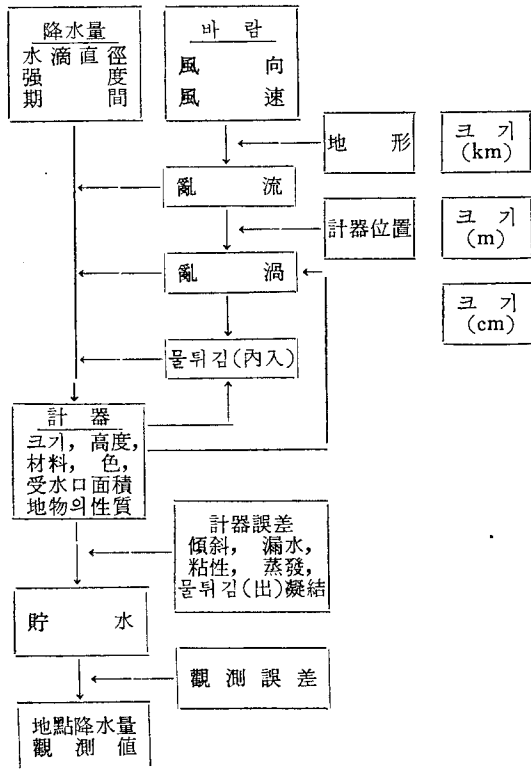 降水量
水滴直徑
强度
期間
바람
風向
風速
地形
크기
(km)
亂流
計器位置
크기
(m)
亂渦
크기
(cm)
물튀김(內入)
計器
크기, 高度,
材料, 色,
受水口面積
地物의性質
計器誤差
傾斜, 漏水,
粘性, 蒸發,
물튀김(出)凝結
貯水
觀測誤差
地點降水量
觀測値